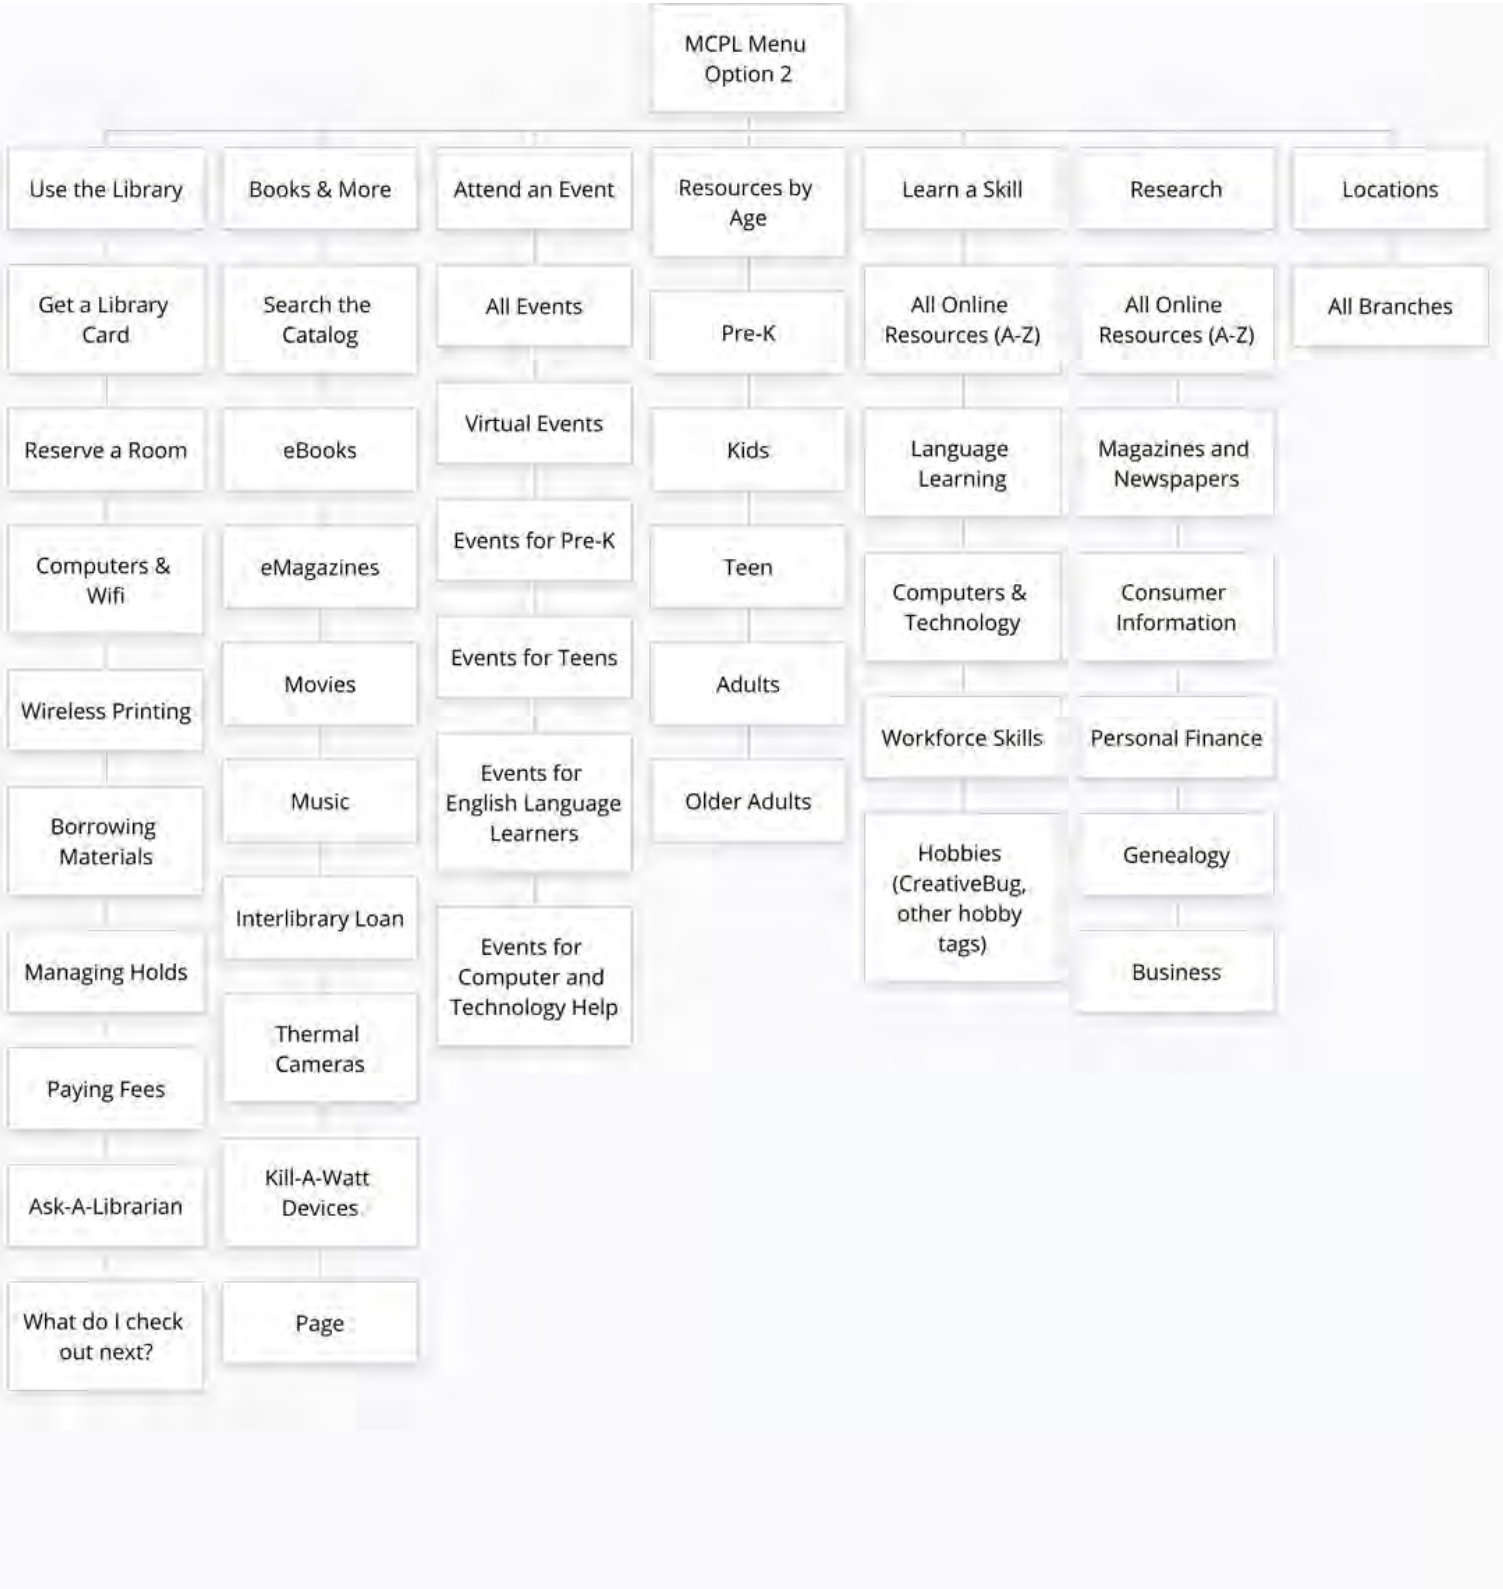 MCPL Menu
Option 2
Use the Library
Books & More
Attend an Event
Resources by
Age
Learn a Skill
Research
Locations
Get a Library
Card
Reserve a Room
Computers &
Wifi
Wireless Printing
Borrowing
Materials
Managing Holds
Paying Fees
Ask-A-Librarian
What do I check
out next?
Search the
Catalog
eBooks
eMagazines
Movies
Music
Interlibrary Loan
Thermal
Cameras
Kill-A-Watt
Devices
Page
All Events
Virtual Events
Events for Pre-K
Events for Teens
Events for
English Language
Learners
Events for
Computer and
Technology Help
Pre-K
Kids
Teen
Adults
Older Adults
All Online
Resources (A-Z)
Language
Learning
Computers &
Technology
Workforce Skills
Hobbies
(CreativeBug,
other hobby
tags)
All Online
Resources (A-Z)
Magazines and
Newspapers
Consumer
Information
Personal Finance
Genealogy
Business
All Branches